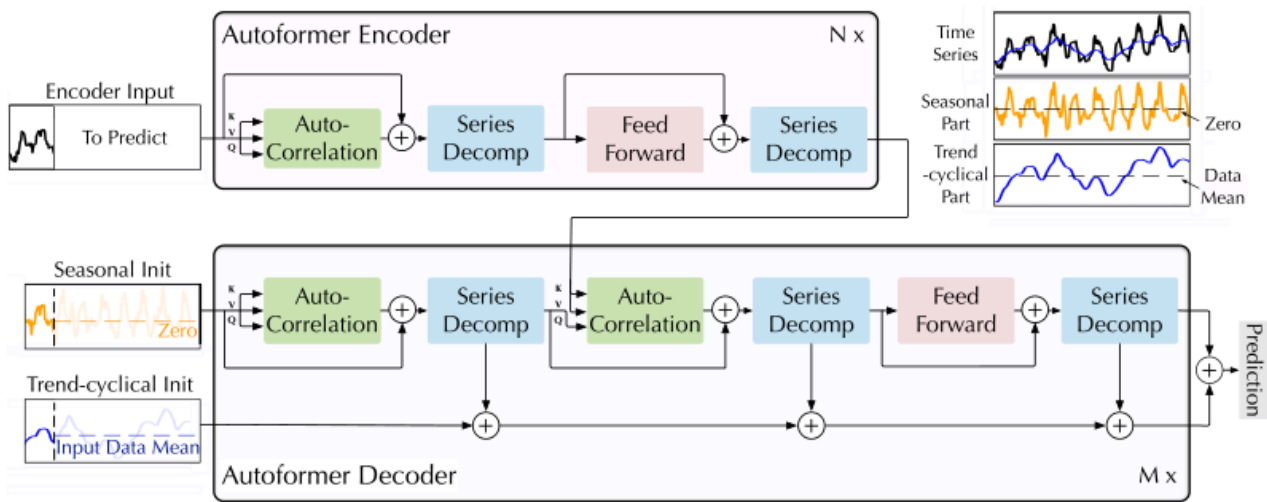 Autoformer Encoder
N x
Encoder Input
To Predict
K
V
Q
Auto-
Correlation
Series
Decomp
Feed
Forward
Series
Decomp
Time
Series
Seasonal
Part
Zero
Trend
-cyclical
Part
Data
Mean
Seasonal Init
Zero
K
V
Q
Auto-
Correlation
Series
Decomp
K
V
Q
Auto-
Correlation
Series
Decomp
Feed
Forward
Series
Decomp
Prediction
Trend-cyclical Init
Input Data Mean
Autoformer Decoder
M x